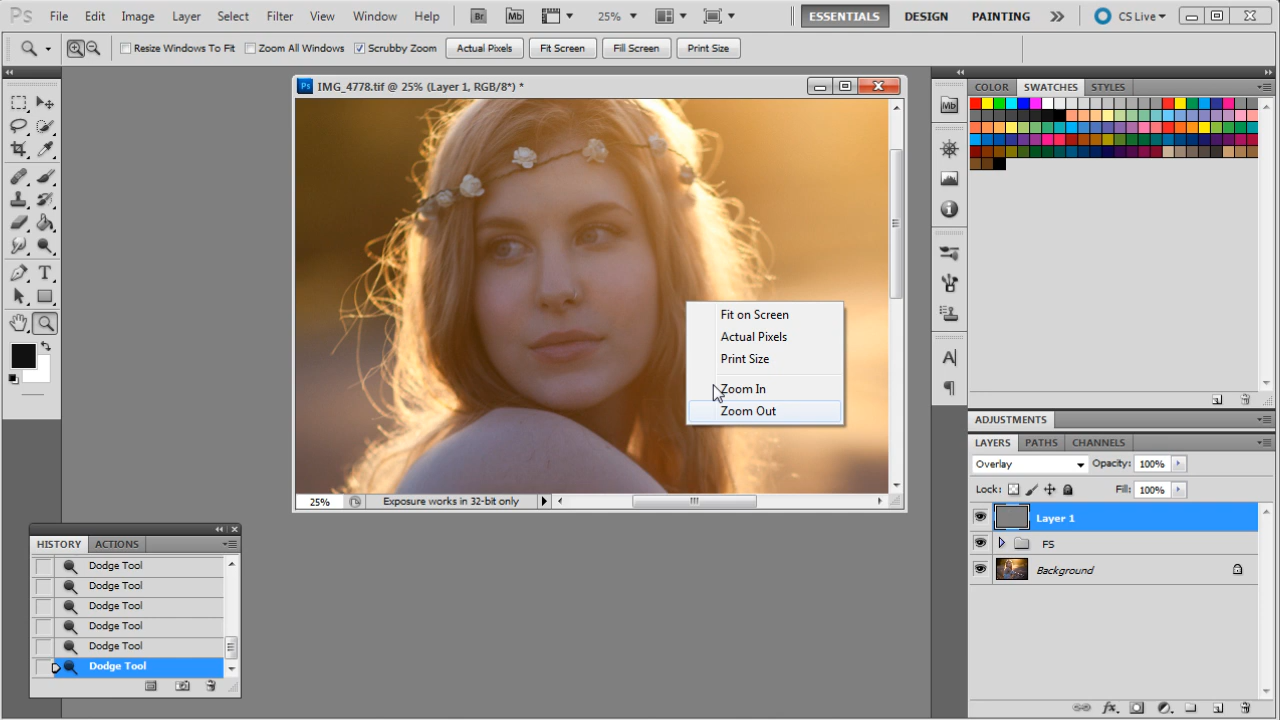 Ps File Edit Image Layer Select Filter View Window Help Br Mb 25% ESSENTIALS DESIGN PAINTING CS Live
Resize Windows To Fit Zoom All Windows Scrubby Zoom Actual Pixels Fit Screen Fill Screen Print Size
Ps IMG_4778.tif @ 25% (Layer 1, RGB/8*) *
COLOR SWATCHES STYLES
Mb
Fit on Screen
Actual Pixels
Print Size
Zoom In
Zoom Out
25% Exposure works in 32-bit only
ADJUSTMENTS
LAYERS PATHS CHANNELS
Overlay Opacity: 100%
Lock: Fill: 100%
Layer 1
FS
Background
HISTORY ACTIONS
Dodge Tool
Dodge Tool
Dodge Tool
Dodge Tool
Dodge Tool
Dodge Tool